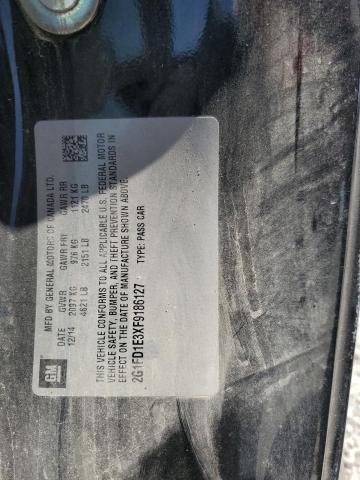 GM
MFD BY GENERAL MOTORS OF CANADA LTD.
DATE GVWR GAWR FRT GAWR RR
12/14 2097 KG 976 KG 1121 KG
4621 LB 2151 LB 2470 LB
THIS VEHICLE CONFORMS TO ALL APPLICABLE U.S. FEDERAL MOTOR
VEHICLE SAFETY, BUMPER, AND THEFT PREVENTION STANDARDS IN
EFFECT ON THE DATE OF MANUFACTURE SHOWN ABOVE.
2G1FD1E3XF9186127 TYPE: PASS CAR